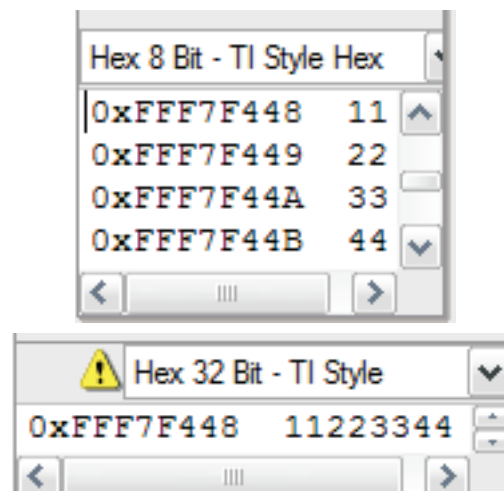 Hex 8 Bit - TI Style Hex
0xFFF7F448 11
0xFFF7F449 22
0xFFF7F44A 33
0xFFF7F44B 44
Hex 32 Bit - TI Style
0xFFF7F448 11223344